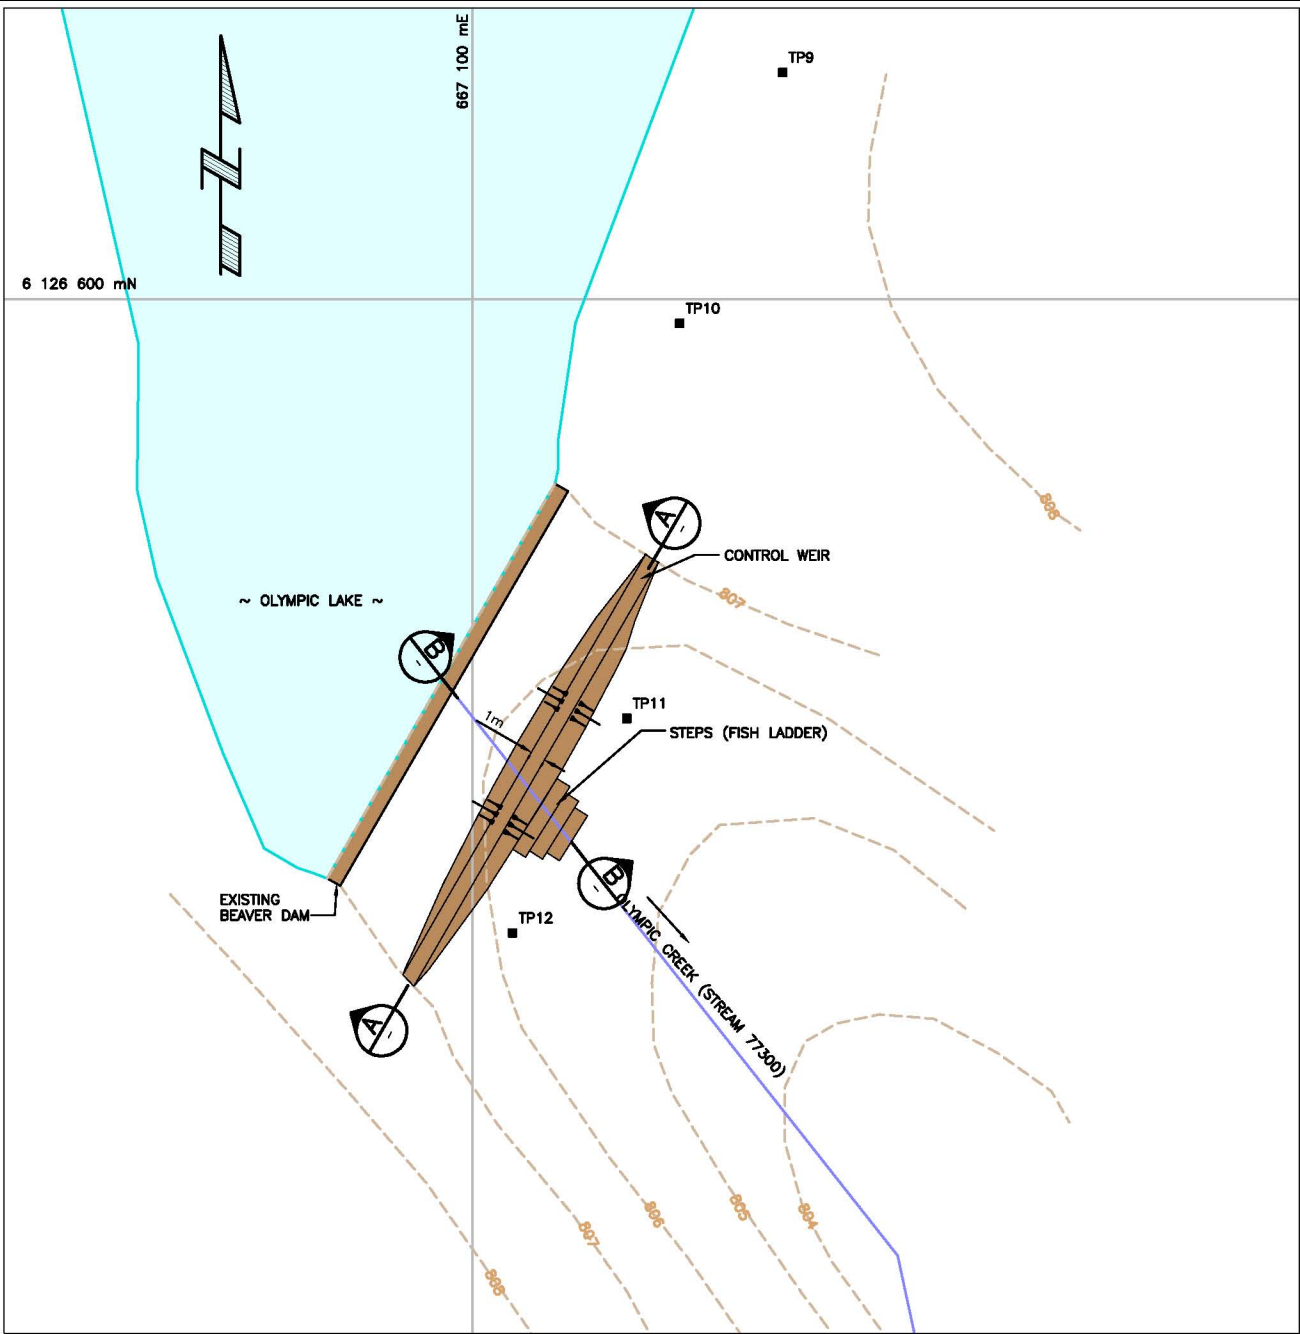 667 100 mE
TP9
6 126 600 mN
TP10
808
A
-
CONTROL WEIR
807
~ OLYMPIC LAKE ~
B
-
TP11
1m
STEPS (FISH LADDER)
B
-
EXISTING
BEAVER DAM
TP12
OLYMPIC CREEK (STREAM 77300)
A
-
808
807
806
805
804